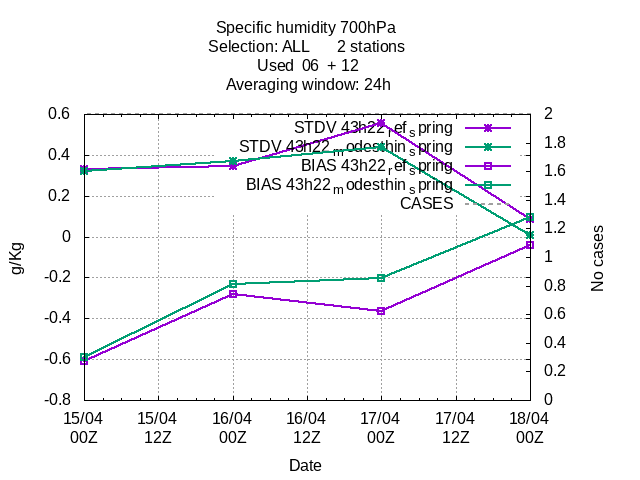 Specific humidity 700hPa
Selection: ALL 2 stations
Used 06 + 12
Averaging window: 24h
STDV 43h22refspring
STDV 43h22modesthinspring
BIAS 43h22refspring
BIAS 43h22modesthinspring
CASES
0.6
0.4
0.2
0
-0.2
-0.4
-0.6
-0.8
g/Kg
2
1.8
1.6
1.4
1.2
1
0.8
0.6
0.4
0.2
0
No cases
15/04 15/04 16/04 16/04 17/04 17/04 18/04
00Z 12Z 00Z 12Z 00Z 12Z 00Z
Date